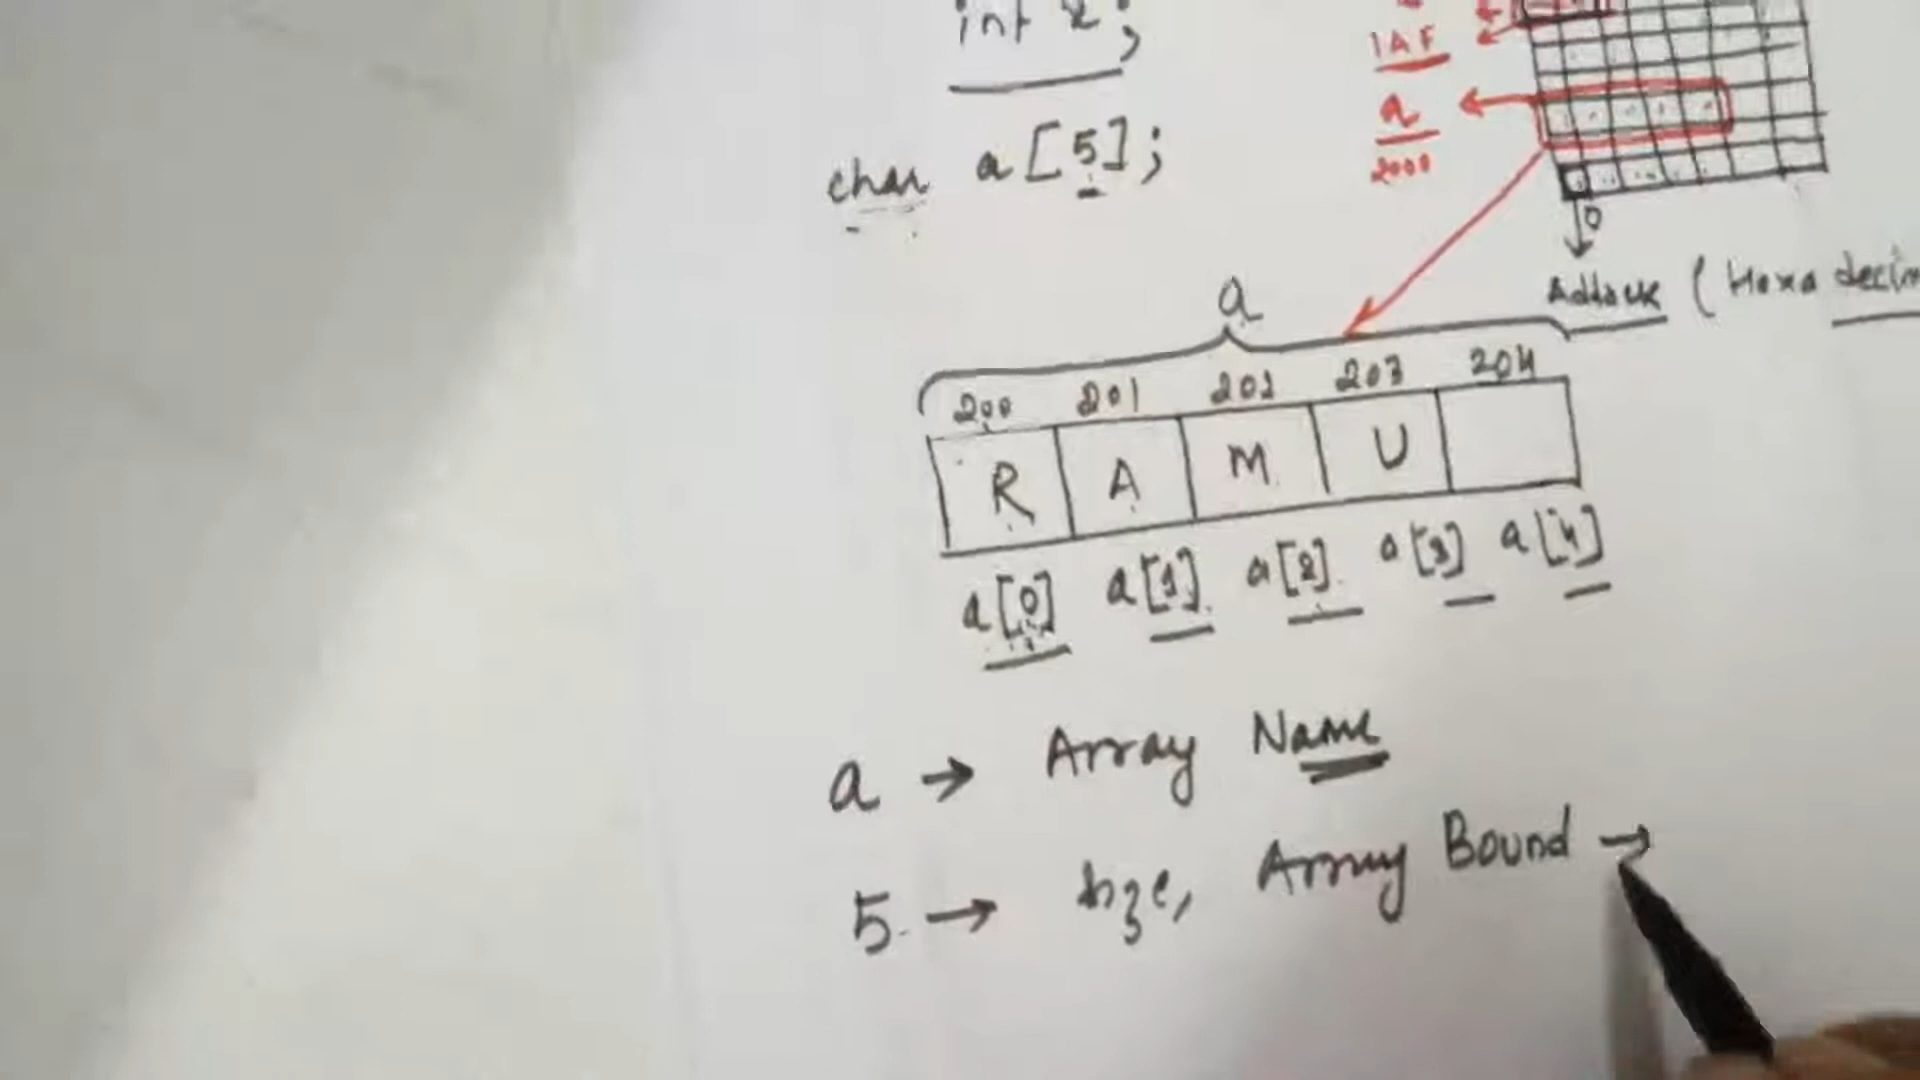 int x;
IAF
char a[5];
a
2000
0
Address (Hexa decim
a
200 201 202 203 204
R A M U
a[0] a[1] a[2] a[3] a[4]
a → Array Name
5 → size, Array Bound →